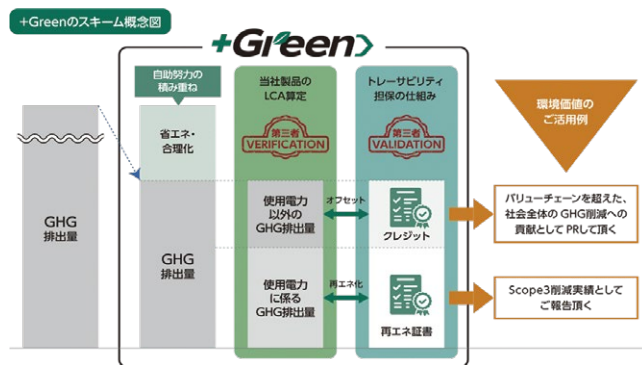 +Greenのスキーム概念図
+Green
自助努力の
積み重ね
当社製品の
LCA算定
トレーサビリティ
担保の仕組み
環境価値の
ご活用例
省エネ・
合理化
第三者
VERIFICATION
第三者
VALIDATION
GHG
排出量
GHG
排出量
使用電力
以外の
GHG排出量
オフセット
クレジット
バリューチェーンを超えた、
社会全体の GHG削減への
貢献として PRして頂く
使用電力
に係る
GHG排出量
再エネ化
再エネ証書
Scope3削減実績として
ご報告頂く